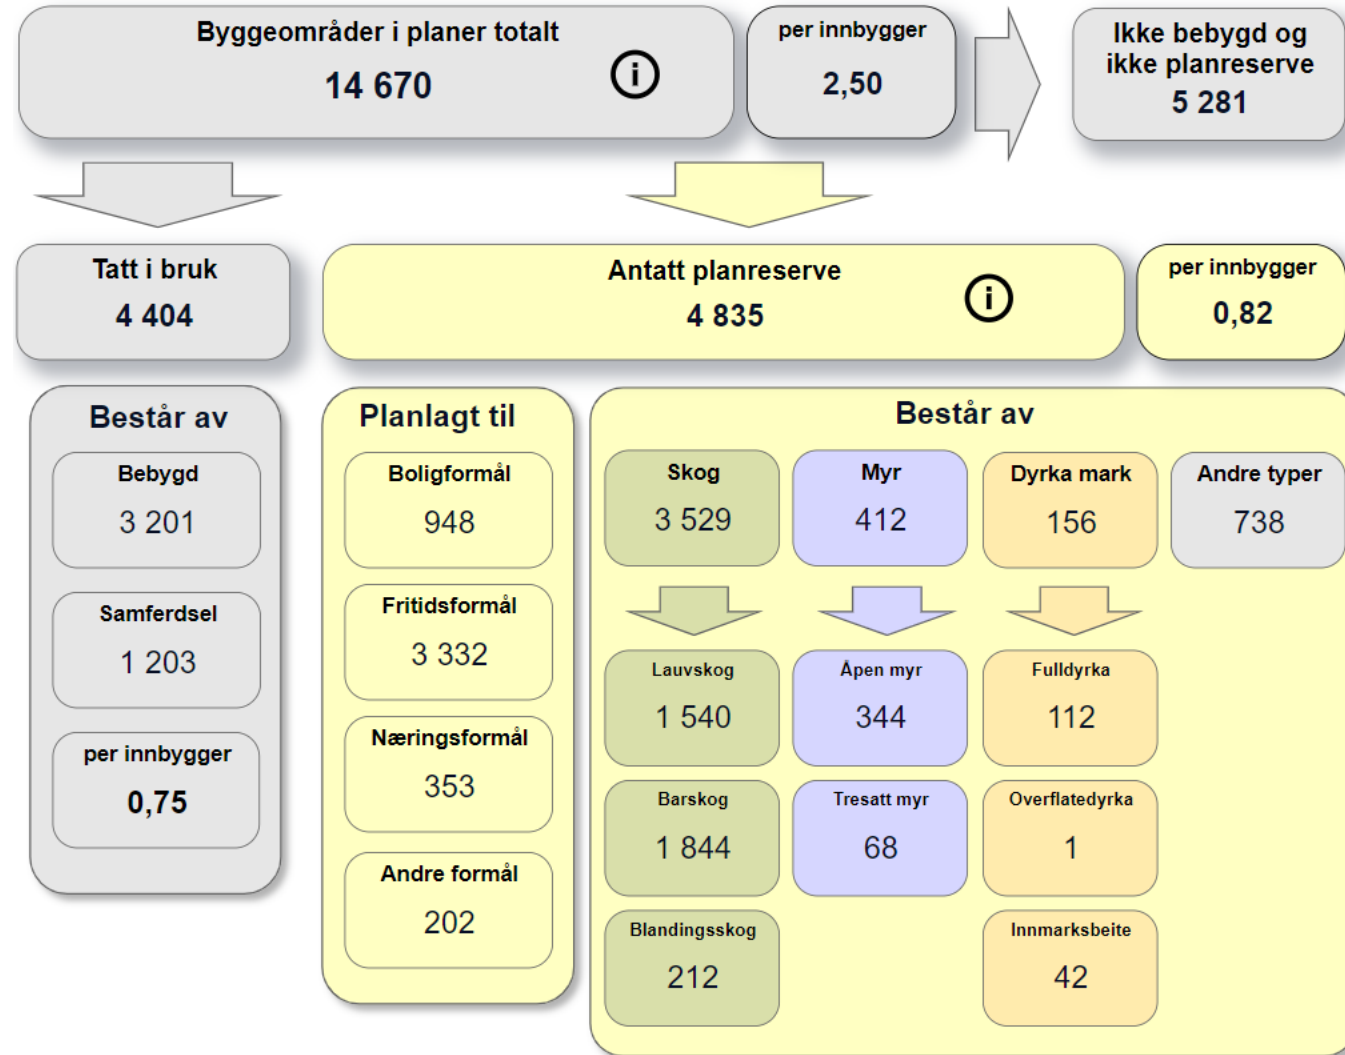 Byggeområder i planer totalt
14 670
i
per innbygger
2,50
Ikke bebygd og
ikke planreserve
5 281
Tatt i bruk
4 404
Antatt planreserve
4 835
i
per innbygger
0,82
Består av
Bebygd
3 201
Samferdsel
1 203
per innbygger
0,75
Planlagt til
Boligformål
948
Fritidsformål
3 332
Næringsformål
353
Andre formål
202
Består av
Skog
3 529
Myr
412
Dyrka mark
156
Andre typer
738
Lauvskog
1 540
Åpen myr
344
Fulldyrka
112
Barskog
1 844
Tresatt myr
68
Overflatedyrka
1
Blandingsskog
212
Innmarksbeite
42